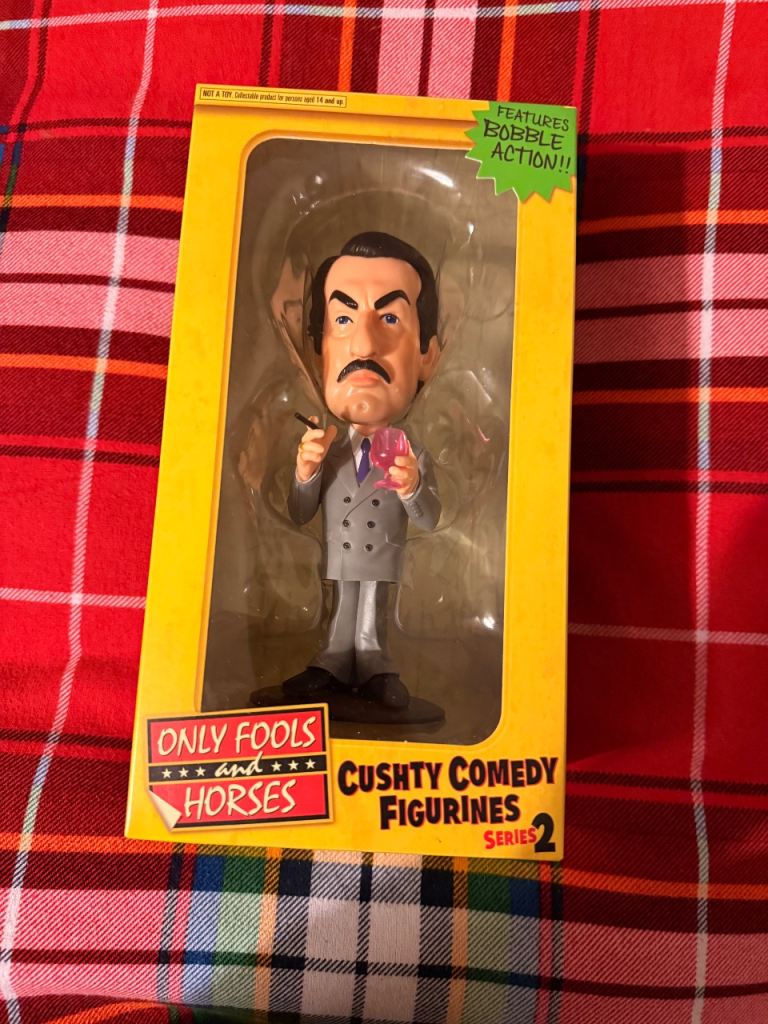 NOT A TOY. Collectable product for persons aged 14 and up.
FEATURES
BOBBLE
ACTION!!
ONLY FOOLS
and
HORSES
CUSHTY COMEDY
FIGURINES
SERIES 2